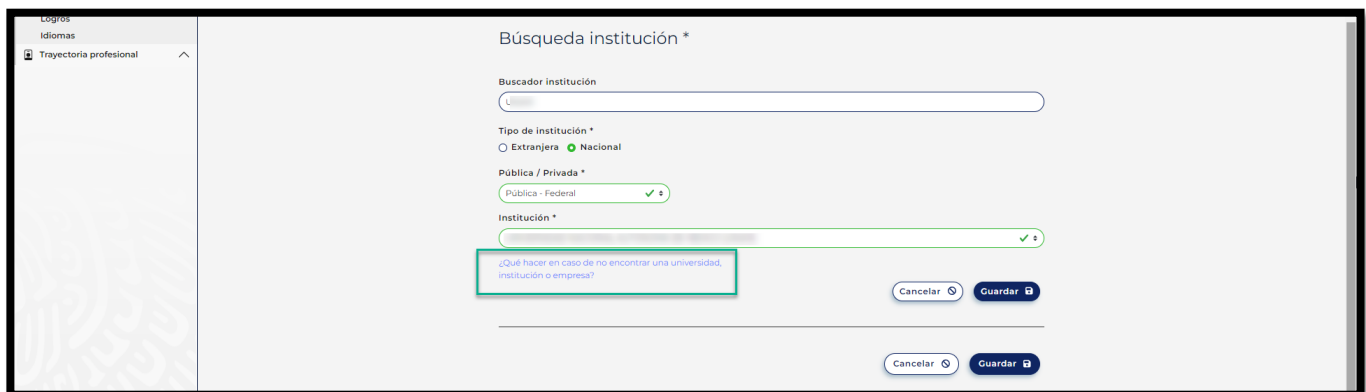 Logros
Idiomas
Trayectoria profesional
Búsqueda institución *
Buscador institución
U
Tipo de institución *
Extranjera Nacional
Pública / Privada *
Pública - Federal
Institución *
¿Qué hacer en caso de no encontrar una universidad,
institución o empresa?
Cancelar Guardar
Cancelar Guardar